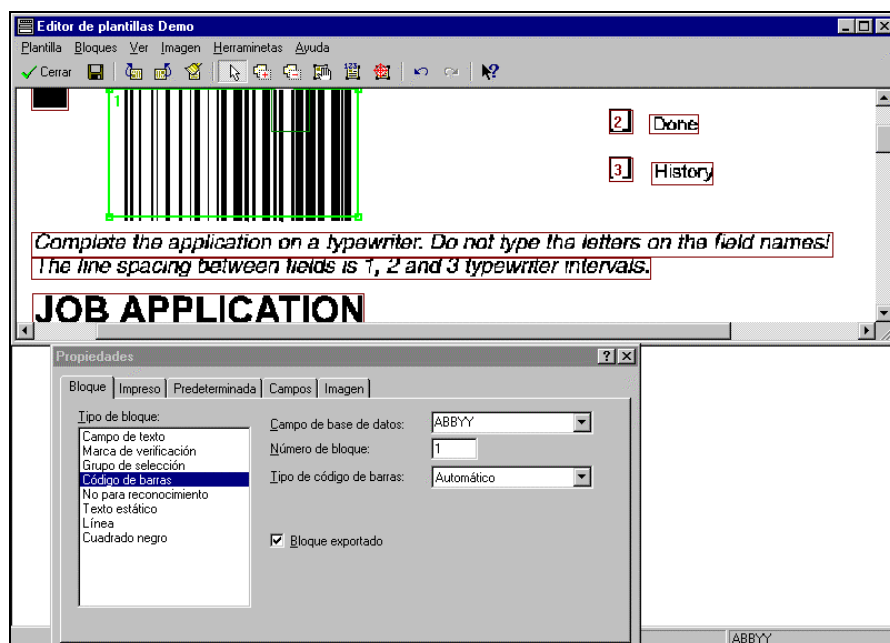 Editor de plantillas Demo
Plantilla Bloques Ver Imagen Herraminetas Ayuda
Cerrar
1
2 Done
3 History
Complete the application on a typewriter. Do not type the letters on the field names!
The line spacing between fields is 1, 2 and 3 typewriter intervals.
JOB APPLICATION
Propiedades
Bloque Impreso Predeterminada Campos Imagen
Tipo de bloque:
Campo de texto
Marca de verificación
Grupo de selección
Código de barras
No para reconocimiento
Texto estático
Línea
Cuadrado negro
Campo de base de datos: ABBYY
Número de bloque: 1
Tipo de código de barras: Automático
Bloque exportado
ABBYY